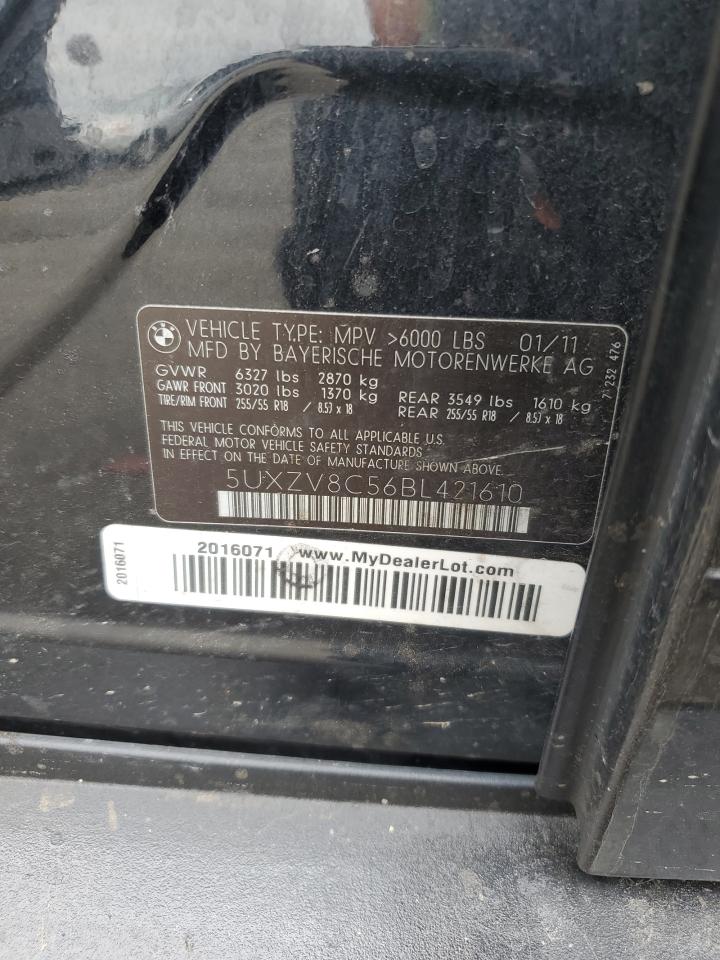 BMW
VEHICLE TYPE: MPV >6000 LBS 01/11
MFD BY BAYERISCHE MOTORENWERKE AG
GVWR 6327 lbs 2870 kg
GAWR FRONT 3020 lbs 1370 kg REAR 3549 lbs 1610 kg
TIRE/RIM FRONT 255/55 R18 / 8.5J x 18 REAR 255/55 R18 / 8.5J x 18
THIS VEHICLE CONFORMS TO ALL APPLICABLE U.S.
FEDERAL MOTOR VEHICLE SAFETY STANDARDS
IN EFFECT ON THE DATE OF MANUFACTURE SHOWN ABOVE.
5UXZV8C56BL421610
71 232 476
2016071 www.MyDealerLot.com
2016071